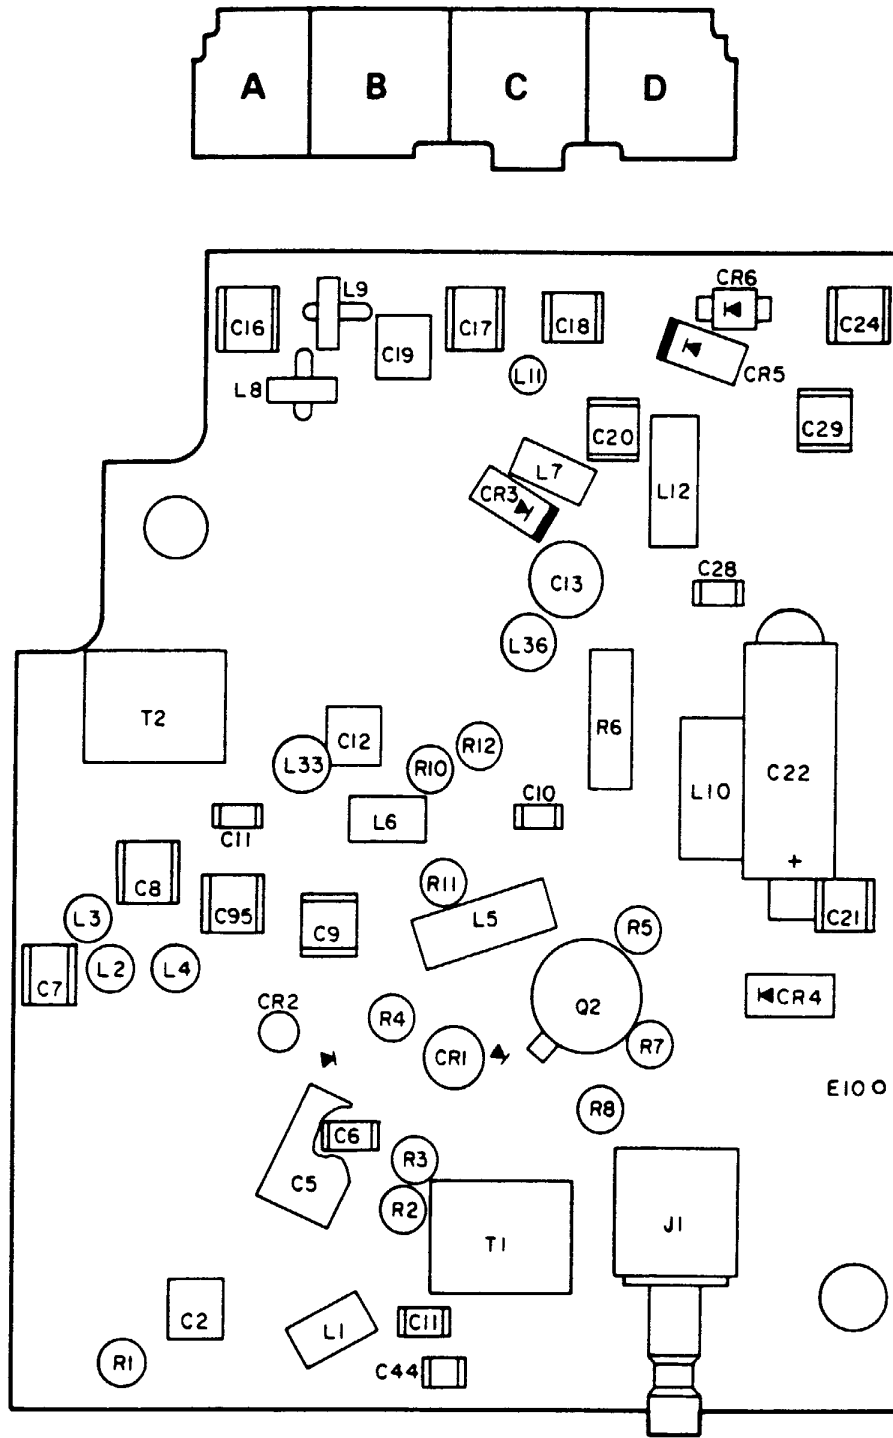 A B C D
CR6
L9
C16 C17 C18 C24
C19
L8 L11 CR5
C20 C29
L7 L12
CR3
C28
C13
L36
T2 R6
C12 R12
L33 R10 L10 C22
C10
C11 L6
+
C8 R11
L3 C95 C9 L5 R5 C21
L2 L4
C7 CR4
CR2 R4 Q2
CR1 R7
E10
R8
C6
R3
C5
R2
T1 J1
C2 L1 C11
R1
C44